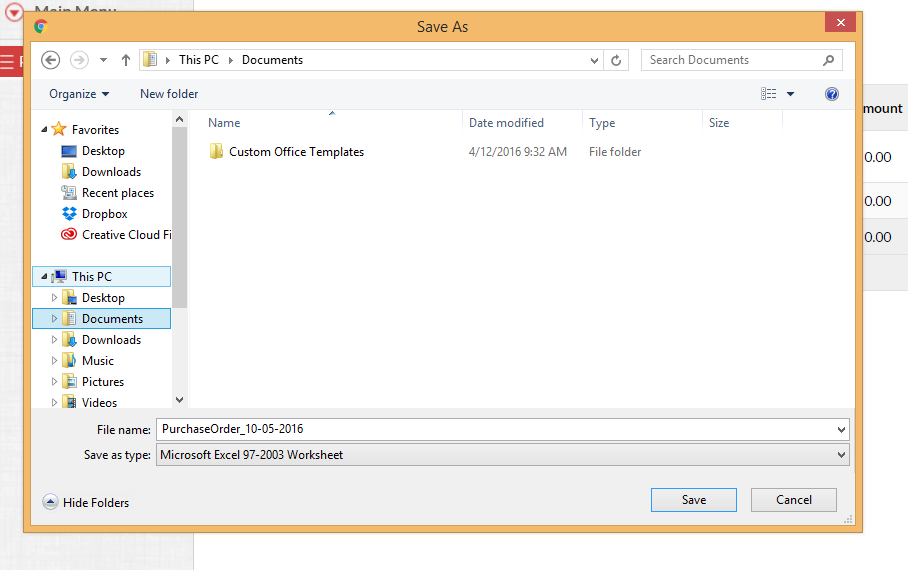 Main Menu
Save As
This PC
Documents
Search Documents
Organize
New folder
Name
Date modified
Type
Size
Favorites
Desktop
Downloads
Recent places
Dropbox
Creative Cloud Fi
This PC
Desktop
Documents
Downloads
Music
Pictures
Videos
Custom Office Templates 4/12/2016 9:32 AM File folder
mount
0.00
0.00
0.00
File name: PurchaseOrder_10-05-2016
Save as type: Microsoft Excel 97-2003 Worksheet
Hide Folders
Save
Cancel